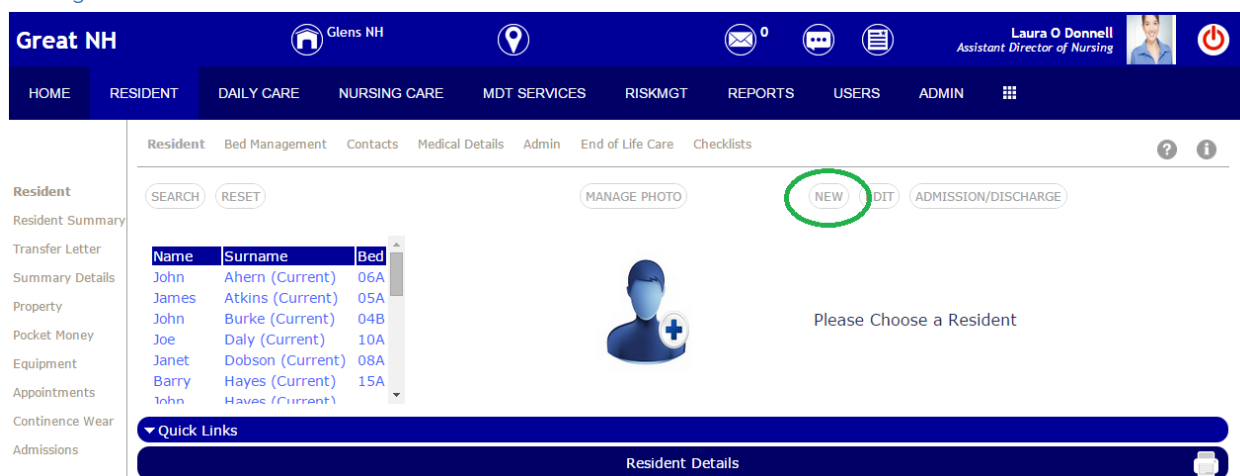 Great NH
Glens NH
0
Laura O Donnell
Assistant Director of Nursing
HOME RESIDENT DAILY CARE NURSING CARE MDT SERVICES RISKMGT REPORTS USERS ADMIN
Resident Bed Management Contacts Medical Details Admin End of Life Care Checklists
? i
Resident
Resident Summary
Transfer Letter
Summary Details
Property
Pocket Money
Equipment
Appointments
Continence Wear
Admissions
SEARCH RESET MANAGE PHOTO NEW EDIT ADMISSION/DISCHARGE
Name Surname Bed
John Ahern (Current) 06A
James Atkins (Current) 05A
John Burke (Current) 04B
Joe Daly (Current) 10A
Janet Dobson (Current) 08A
Barry Hayes (Current) 15A
John Hayes (Current)
Please Choose a Resident
Quick Links
Resident Details